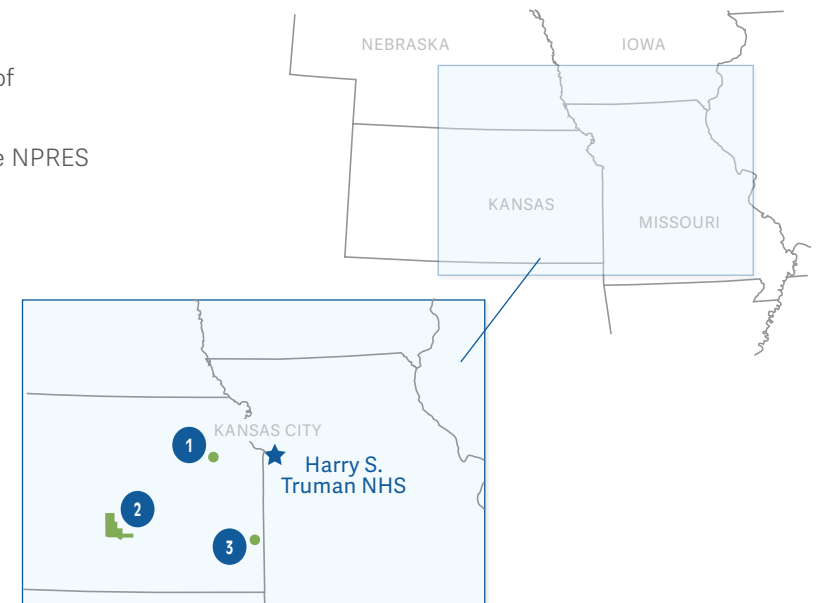 of
e NPRES
NEBRASKA
IOWA
KANSAS
MISSOURI
KANSAS CITY
1
Harry S.
Truman NHS
2
3